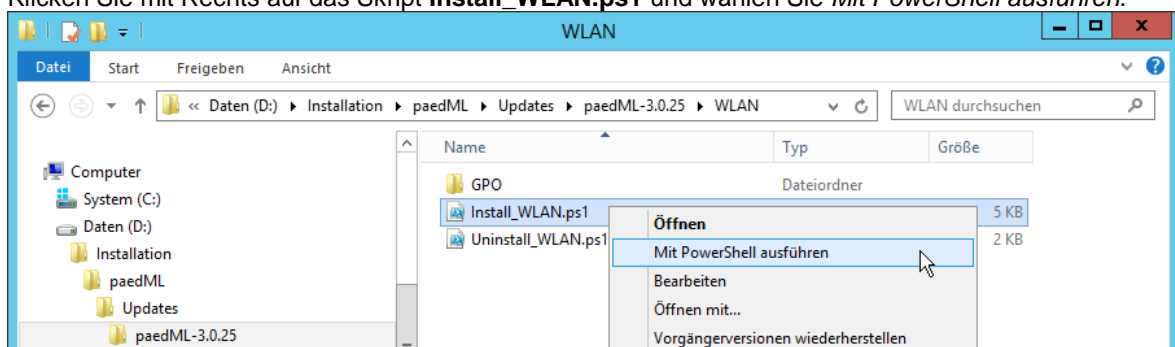 Klicken Sie mit Rechts auf das Skript Install_WLAN.ps1 und wählen Sie Mit PowerShell ausführen.
WLAN
Datei Start Freigeben Ansicht
« Daten (D:) Installation paedML Updates paedML-3.0.25 WLAN WLAN durchsuchen
Name Typ Größe
Computer
System (C:)
Daten (D:)
Installation
paedML
Updates
paedML-3.0.25
GPO Dateiordner
Install_WLAN.ps1 5 KB
Uninstall_WLAN.ps1 2 KB
Öffnen
Mit PowerShell ausführen
Bearbeiten
Öffnen mit...
Vorgängerversionen wiederherstellen